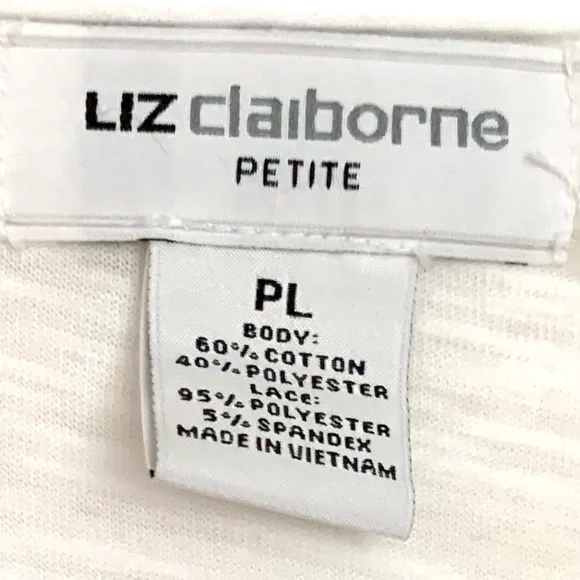 LIZ claiborne
PETITE
PL
BODY:
60% COTTON
40% POLYESTER
LACE:
95% POLYESTER
5% SPANDEX
MADE IN VIETNAM